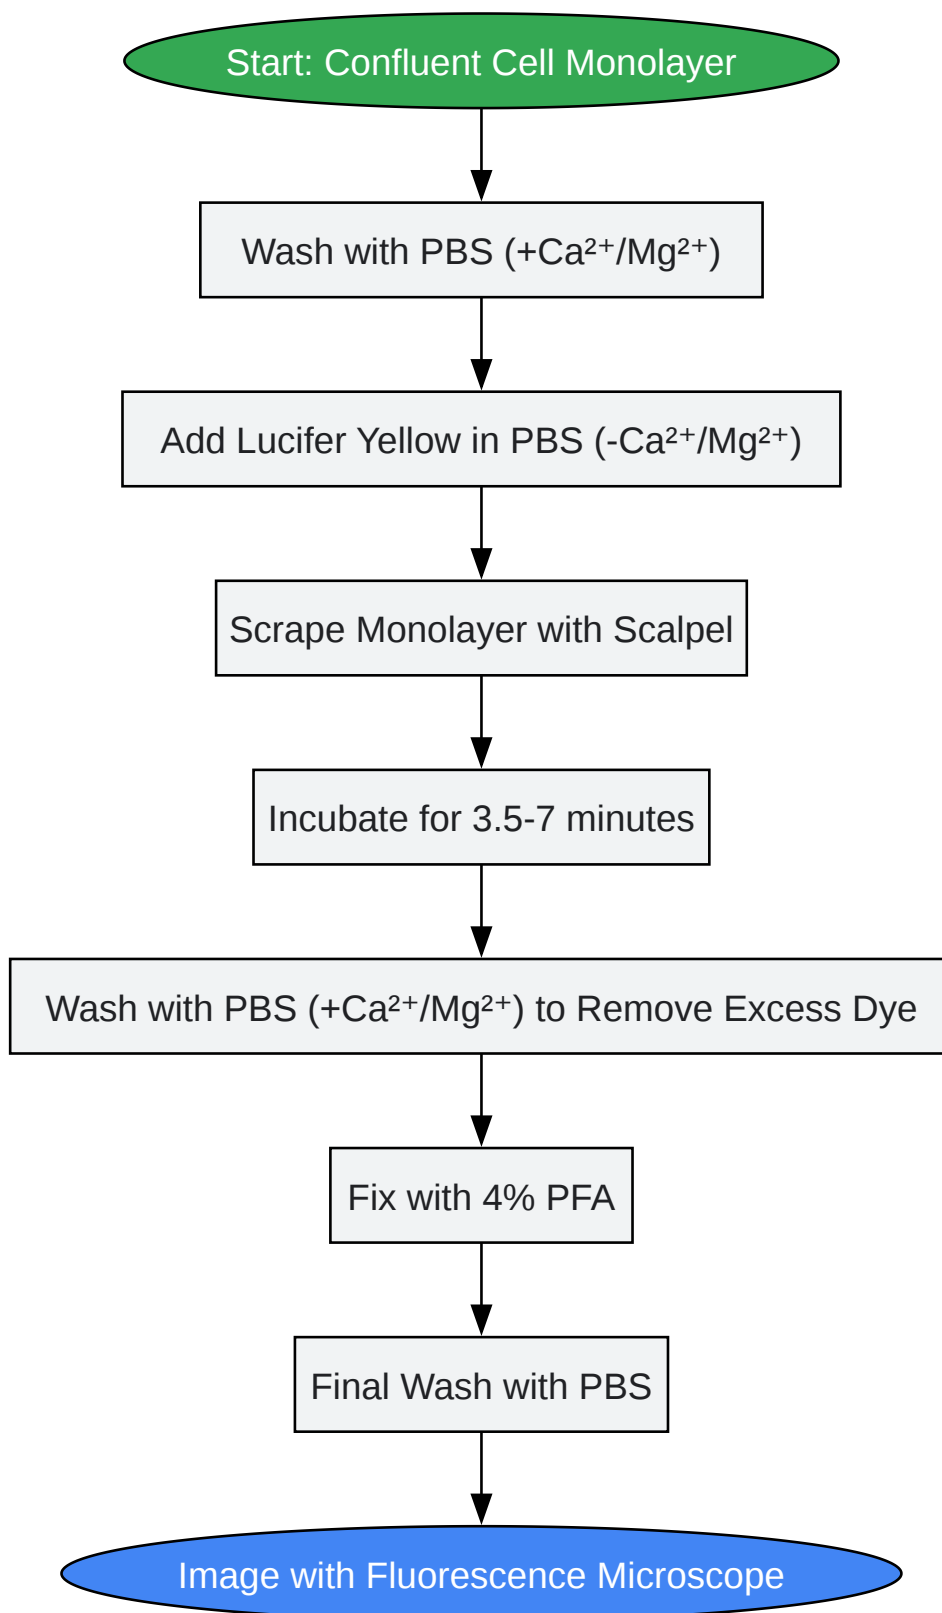 Start: Confluent Cell Monolayer
Wash with PBS (+Ca²⁺/Mg²⁺)
Add Lucifer Yellow in PBS (-Ca²⁺/Mg²⁺)
Scrape Monolayer with Scalpel
Incubate for 3.5-7 minutes
Wash with PBS (+Ca²⁺/Mg²⁺) to Remove Excess Dye
Fix with 4% PFA
Final Wash with PBS
Image with Fluorescence Microscope